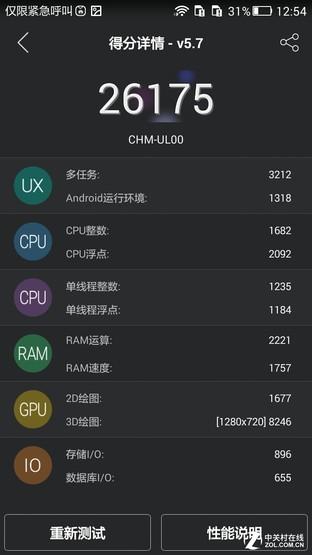 仅限紧急呼叫 31% 12:54
得分详情 - v5.7
26175
CHM-UL00
UX
多任务: 3212
Android运行环境: 1318
CPU
CPU整数: 1682
CPU浮点: 2092
CPU
单线程整数: 1235
单线程浮点: 1184
RAM
RAM运算: 2221
RAM速度: 1757
GPU
2D绘图: 1677
3D绘图: [1280x720] 8246
IO
存储I/O: 896
数据库I/O: 655
重新测试 性能说明
中关村在线
ZOL.COM.CN